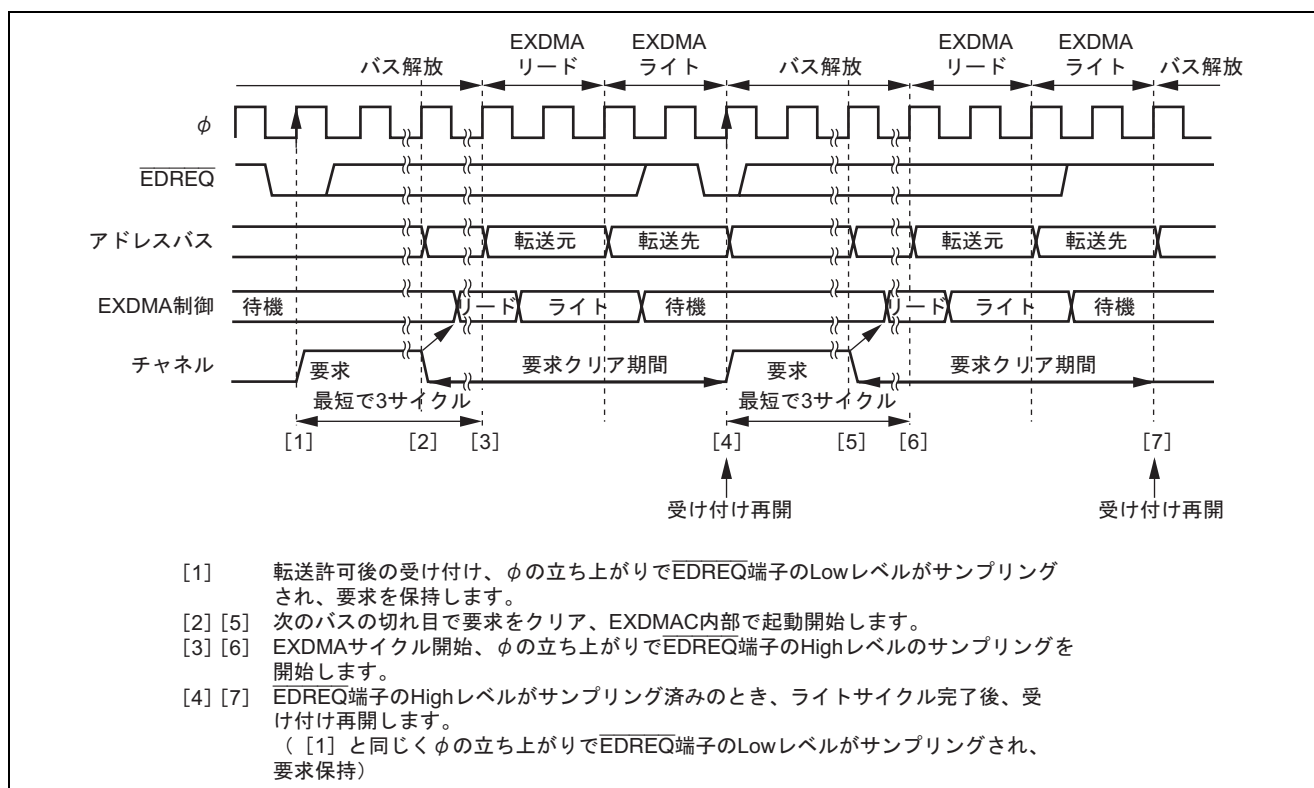 EXDMA EXDMA EXDMA EXDMA
バス解放 リード ライト バス解放 リード ライト バス解放
φ
EDREQ
アドレスバス 転送元 転送先 転送元 転送先
EXDMA制御 待機 リード ライト 待機 リード ライト 待機
チャネル 要求 要求クリア期間 要求 要求クリア期間
最短で3サイクル 最短で3サイクル
[1] [2] [3] [4] [5] [6] [7]
受け付け再開 受け付け再開
[1] 転送許可後の受け付け、φの立ち上がりでEDREQ端子のLowレベルがサンプリング
され、要求を保持します。
[2] [5] 次のバスの切れ目で要求をクリア、EXDMAC内部で起動開始します。
[3] [6] EXDMAサイクル開始、φの立ち上がりでEDREQ端子のHighレベルのサンプリングを
開始します。
[4] [7] EDREQ端子のHighレベルがサンプリング済みのとき、ライトサイクル完了後、受
け付け再開します。
([1]と同じくφの立ち上がりでEDREQ端子のLowレベルがサンプリングされ、
要求保持)